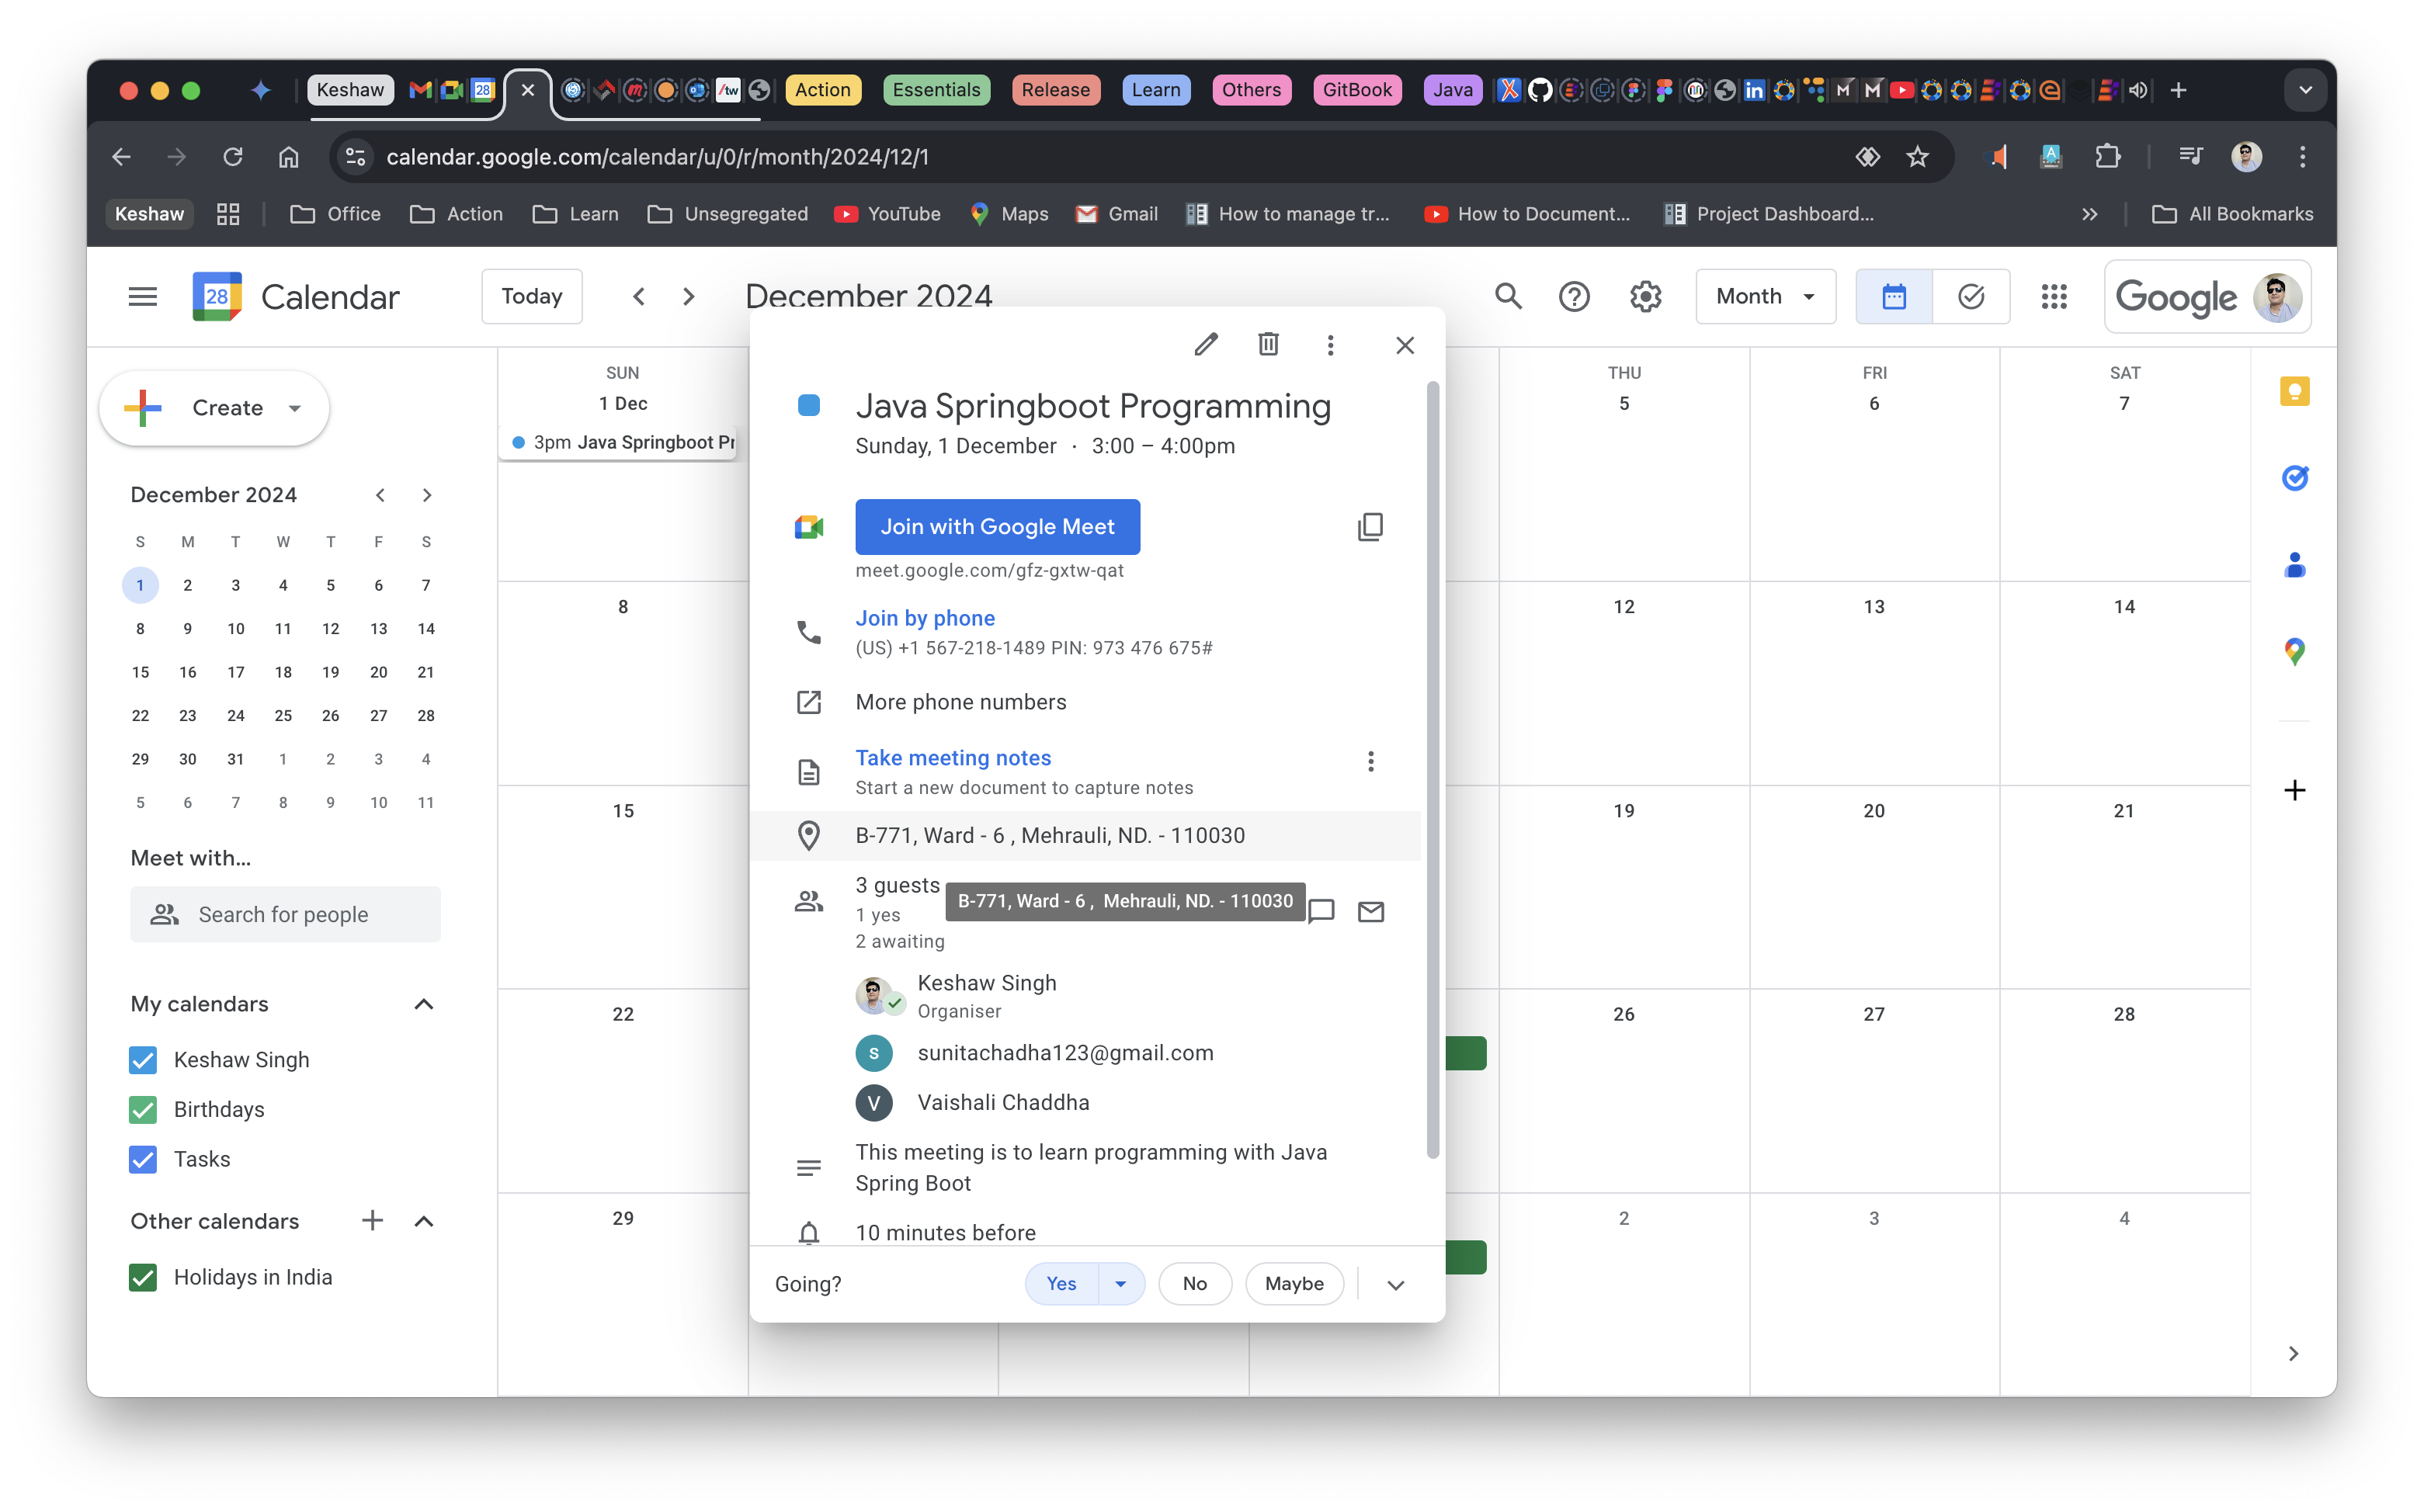 Keshaw
28
/tw
Action
Essentials
Release
Learn
Others
GitBook
Java
calendar.google.com/calendar/u/0/r/month/2024/12/1
Keshaw
Office
Action
Learn
Unsegregated
YouTube
Maps
Gmail
How to manage tr...
How to Document...
Project Dashboard...
All Bookmarks
28
Calendar
Today
December 2024
Month
Google
Create
December 2024
S M T W T F S
1 2 3 4 5 6 7
8 9 10 11 12 13 14
15 16 17 18 19 20 21
22 23 24 25 26 27 28
29 30 31 1 2 3 4
5 6 7 8 9 10 11
Meet with...
Search for people
My calendars
Keshaw Singh
Birthdays
Tasks
Other calendars
Holidays in India
SUN THU FRI SAT
1 Dec 5 6 7
3pm Java Springboot Pr
8 12 13 14
15 19 20 21
22 26 27 28
29 2 3 4
Java Springboot Programming
Sunday, 1 December · 3:00 – 4:00pm
Join with Google Meet
meet.google.com/gfz-gxtw-qat
Join by phone
(US) +1 567-218-1489 PIN: 973 476 675#
More phone numbers
Take meeting notes
Start a new document to capture notes
B-771, Ward - 6 , Mehrauli, ND. - 110030
3 guests
B-771, Ward - 6 , Mehrauli, ND. - 110030
1 yes
2 awaiting
Keshaw Singh
Organiser
S
sunitachadha123@gmail.com
V
Vaishali Chaddha
This meeting is to learn programming with Java
Spring Boot
10 minutes before
Going?
Yes
No
Maybe